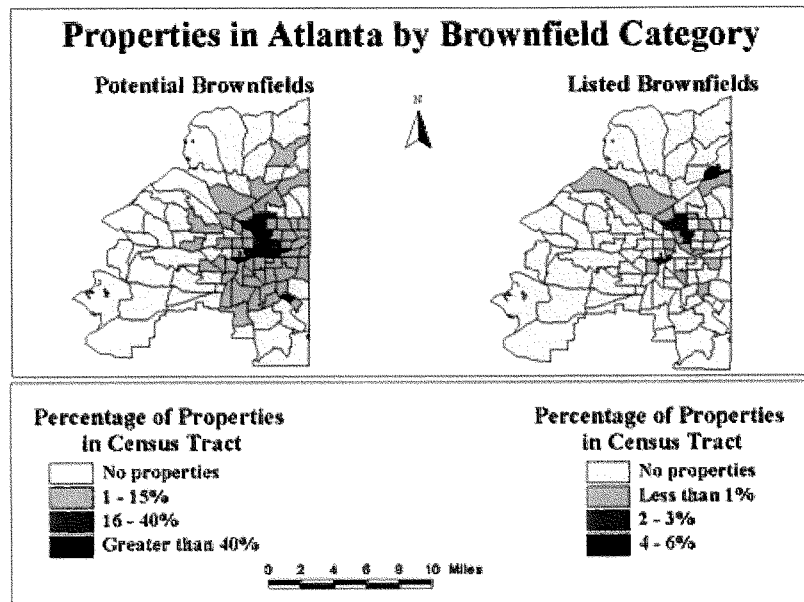 Properties in Atlanta by Brownfield Category
Potential Brownfields
N
Listed Brownfields
Percentage of Properties
in Census Tract
No properties
1 - 15%
16 - 40%
Greater than 40%
Percentage of Properties
in Census Tract
No properties
Less than 1%
2 - 3%
4 - 6%
0 2 4 6 8 10 Miles